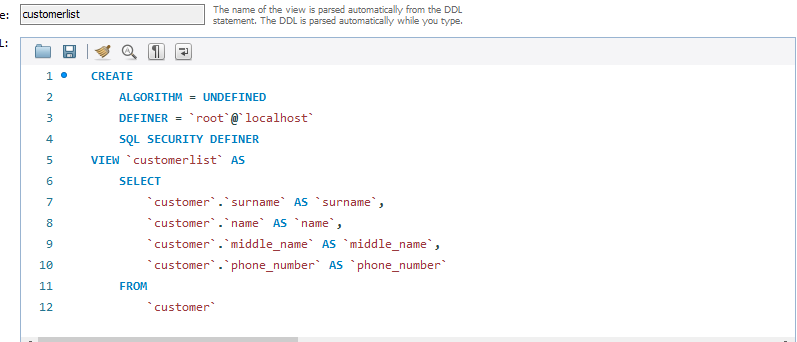 e: customerlist The name of the view is parsed automatically from the DDL
statement. The DDL is parsed automatically while you type.
L:
1 CREATE
2 ALGORITHM = UNDEFINED
3 DEFINER = `root`@`localhost`
4 SQL SECURITY DEFINER
5 VIEW `customerlist` AS
6 SELECT
7 `customer`.`surname` AS `surname`,
8 `customer`.`name` AS `name`,
9 `customer`.`middle_name` AS `middle_name`,
10 `customer`.`phone_number` AS `phone_number`
11 FROM
12 `customer`